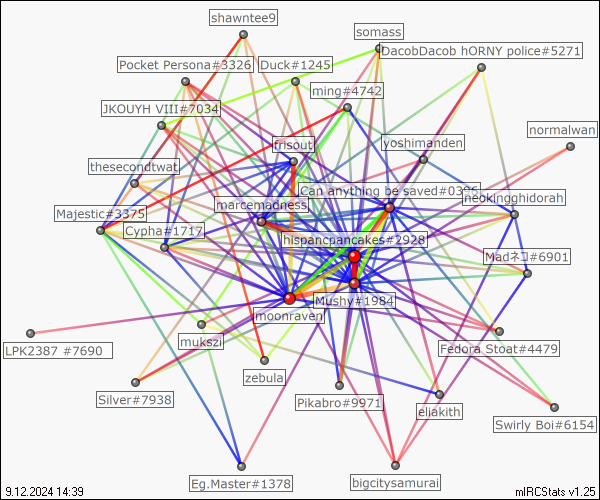 shawntee9
somass
DacobDacob hORNY police#5271
Pocket Persona#3326
Duck#1245
ming#4742
JKOUYH VIII#7034
normalwan
frisout
yoshimanden
thesecondtwat
Can anything be saved#0
neokingghidorah
marcemadness
Majestic#3375
Cypha#1717
hispancpancakes#2928
MadネJ#6901
Mushy#1984
moonraven
mukszi
Fedora Stoat#4479
LPK2387 #7690
zebula
Silver#7938
Pikabro#9971
eliakith
Swirly Boi#6154
Eg.Master#1378
bigcitysamurai
9.12.2024 14:39
mIRCStats v1.25